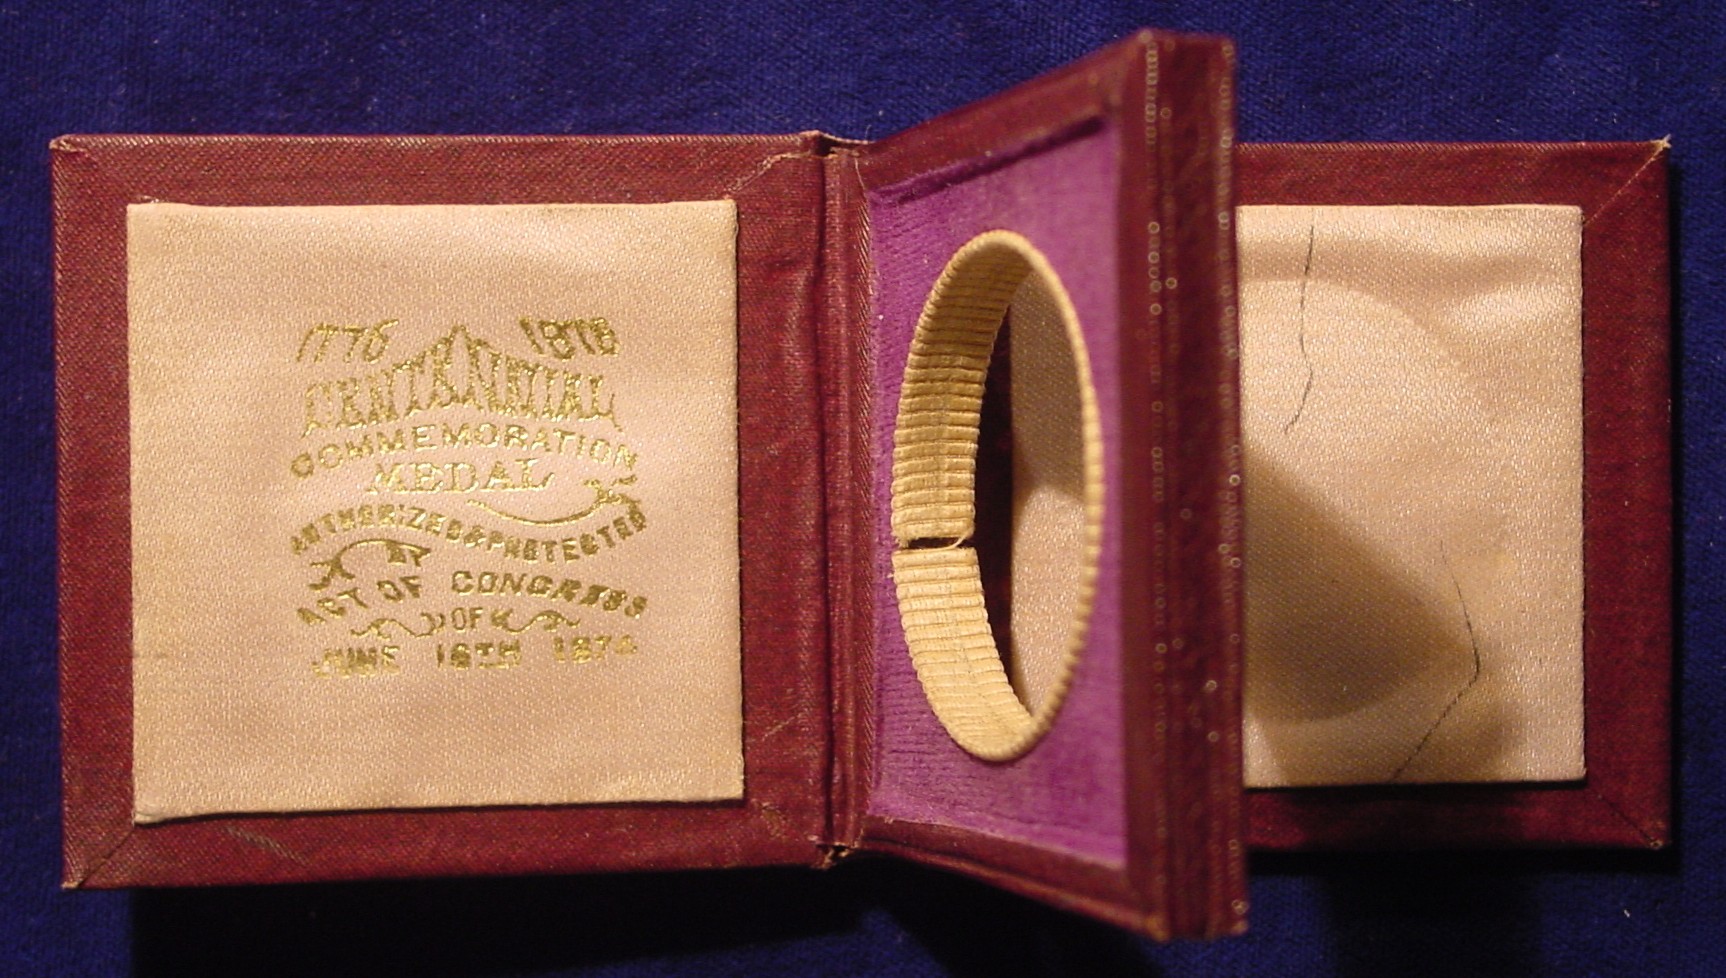 1776 1876
CENTENNIAL
COMMEMORATION
MEDAL
AUTHORIZED & PROTECTED
BY
ACT OF CONGRESS
OF
JUNE 16TH 1874